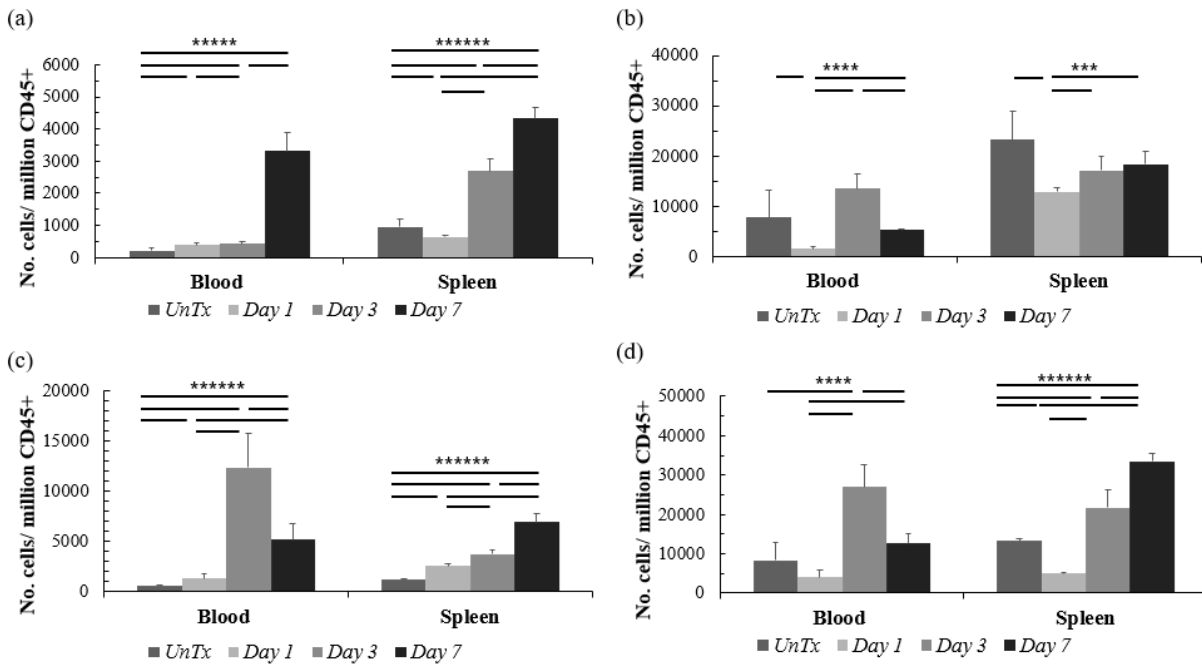 (a)
No. cells/ million CD45+
6000
5000
4000
3000
2000
1000
0
*****
******
Blood
Spleen
UnTx Day 1 Day 3 Day 7
(b)
No. cells/ million CD45+
40000
30000
20000
10000
0
****
***
Blood
Spleen
UnTx Day 1 Day 3 Day 7
(c)
No. cells/ million CD45+
20000
15000
10000
5000
0
******
******
Blood
Spleen
UnTx Day 1 Day 3 Day 7
(d)
No. cells/ million CD45+
50000
40000
30000
20000
10000
0
****
******
Blood
Spleen
UnTx Day 1 Day 3 Day 7